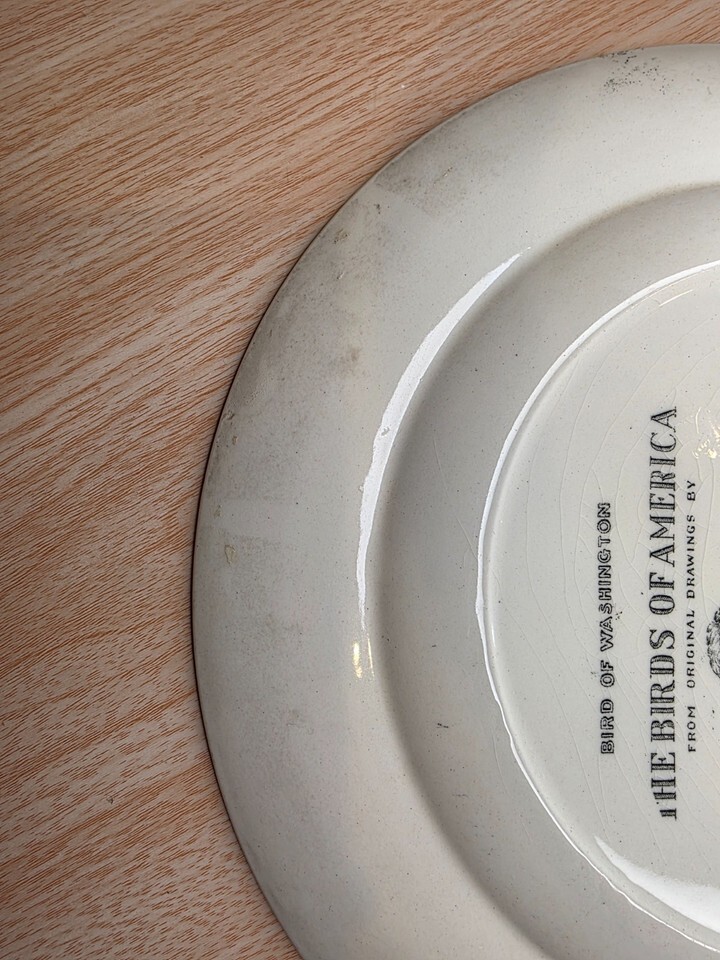 BIRD OF WASHINGTON
THE BIRDS OF AMERICA
FROM ORIGINAL DRAWINGS BY